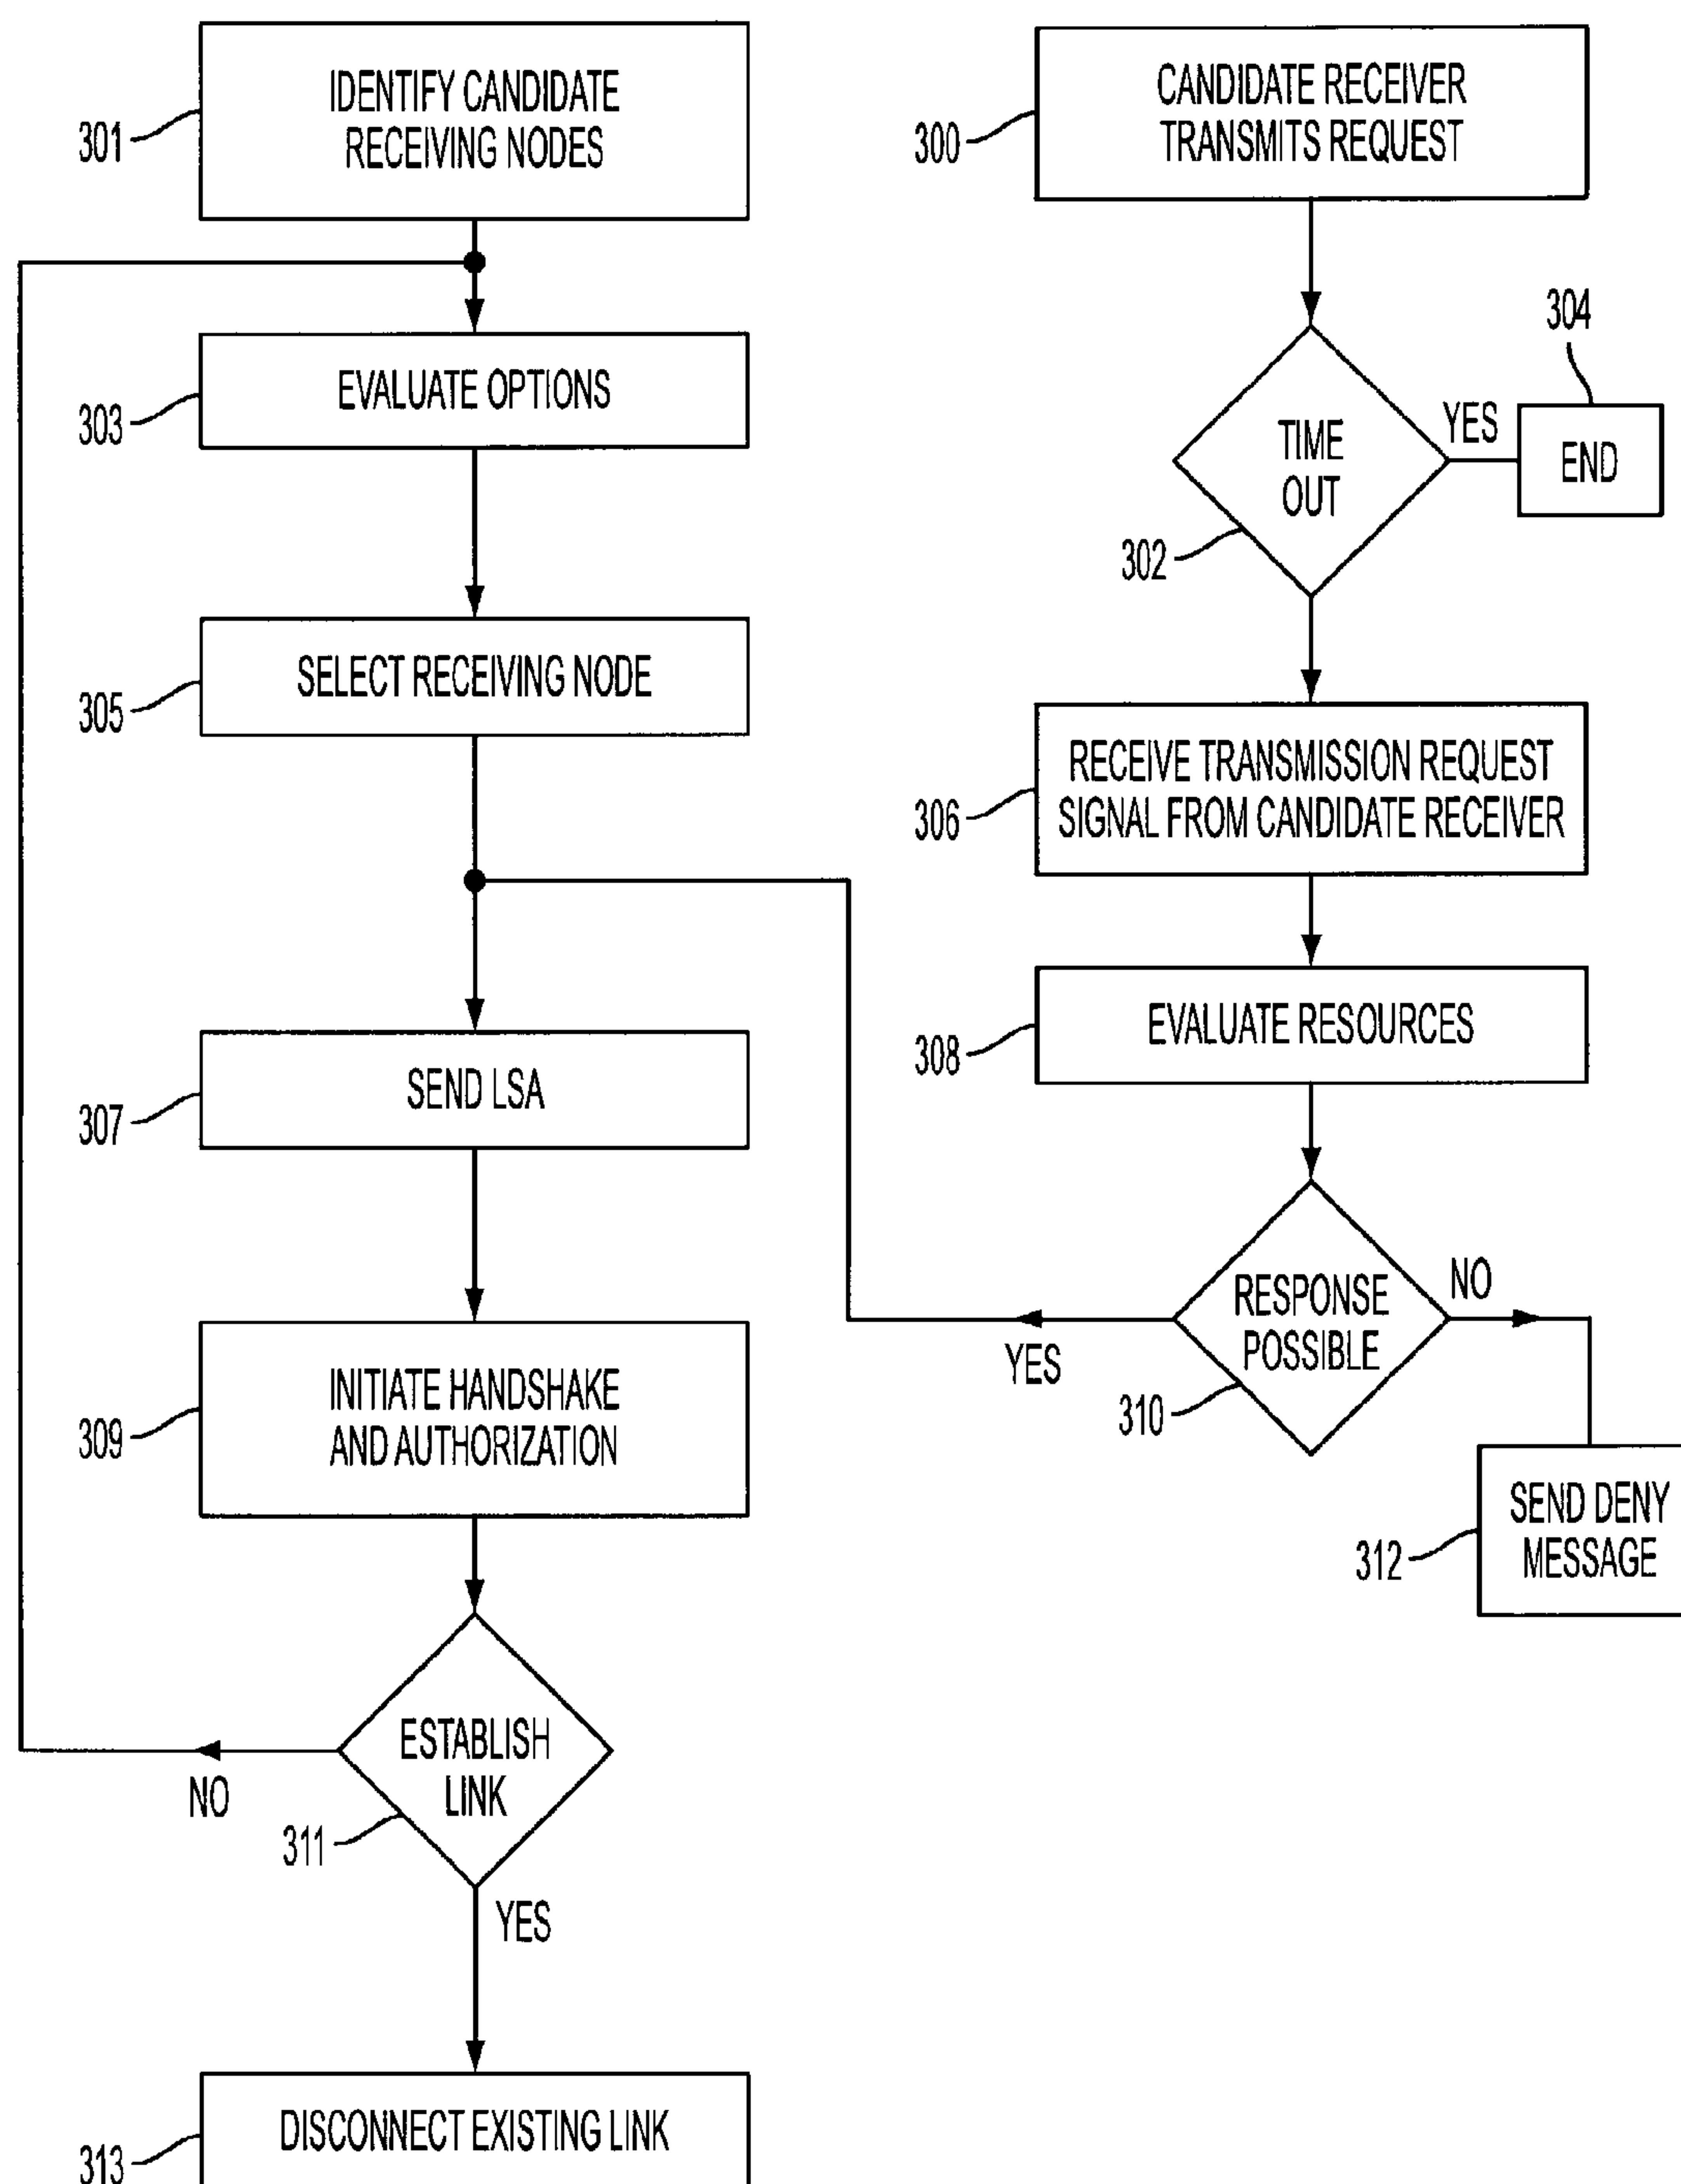 IDENTIFY CANDIDATE
RECEIVING NODES
301
EVALUATE OPTIONS
303
SELECT RECEIVING NODE
305
SEND LSA
307
INITIATE HANDSHAKE
AND AUTHORIZATION
309
ESTABLISH
LINK
311
NO
YES
DISCONNECT EXISTING LINK
313
CANDIDATE RECEIVER
TRANSMITS REQUEST
300
TIME
OUT
302
YES
304
END
RECEIVE TRANSMISSION REQUEST
SIGNAL FROM CANDIDATE RECEIVER
306
EVALUATE RESOURCES
308
RESPONSE
POSSIBLE
310
YES
NO
SEND DENY
MESSAGE
312